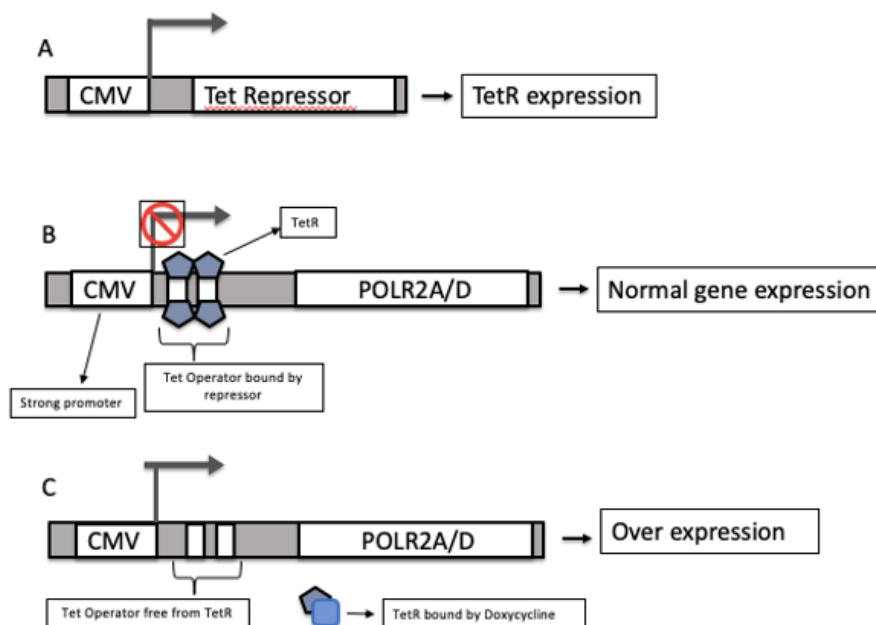 A
CMV
Tet Repressor
TetR expression
B
TetR
CMV
POLR2A/D
Normal gene expression
Strong promoter
Tet Operator bound by
repressor
C
CMV
POLR2A/D
Over expression
Tet Operator free from TetR
TetR bound by Doxycycline